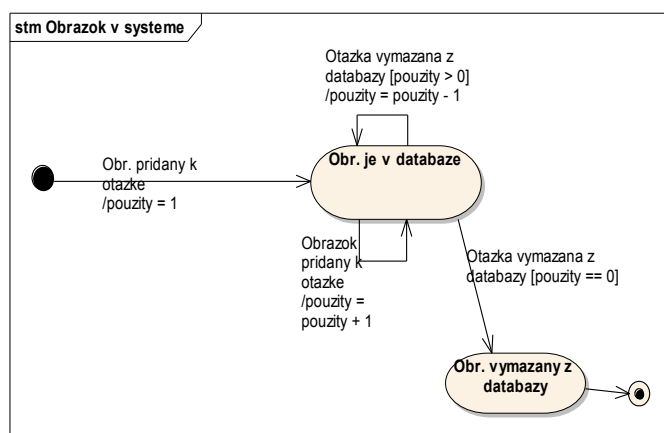 stm Obrazok v systeme
Otazka vymazana z
databazy [pouzity > 0]
/pouzity = pouzity - 1
Obr. je v databaze
Obr. pridany k
otazke
/pouzity = 1
Obrazok
pridany k
otazke
/pouzity =
pouzity + 1
Otazka vymazana z
databazy [pouzity == 0]
Obr. vymazany z
databazy